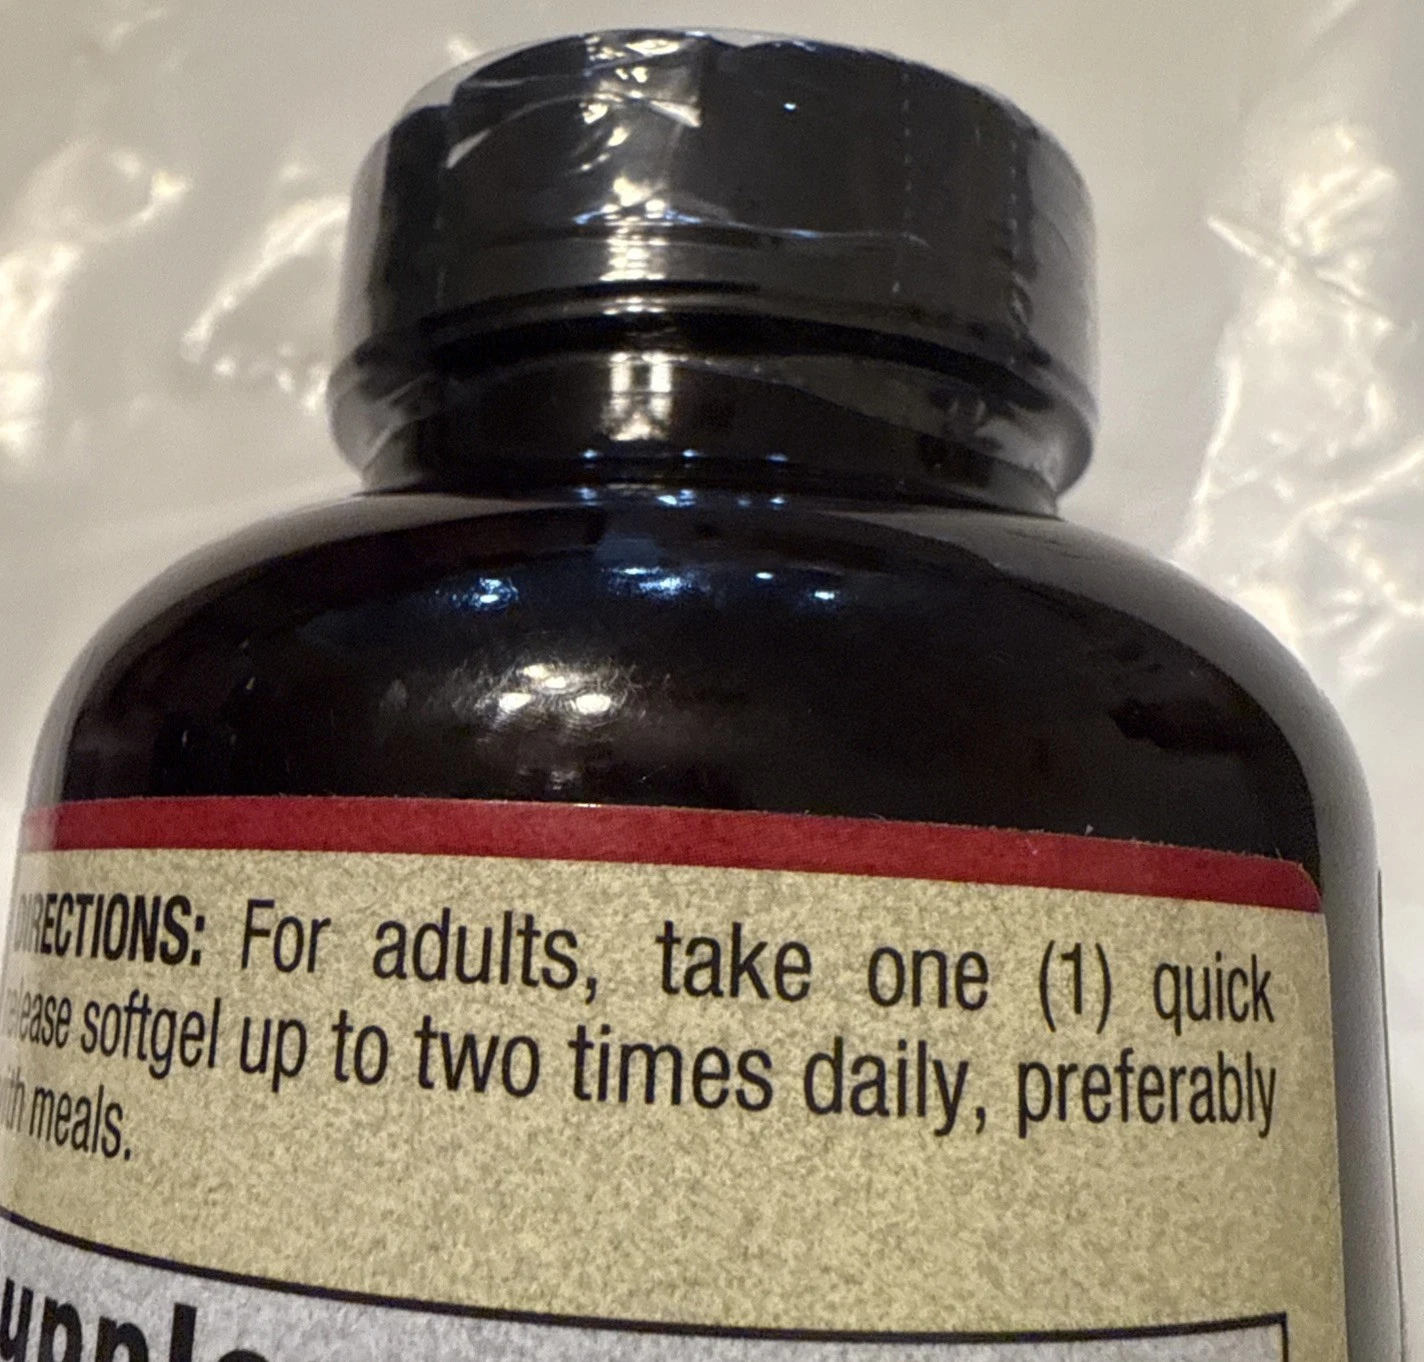 DIRECTIONS: For adults, take one (1) quick
release softgel up to two times daily, preferably
with meals.